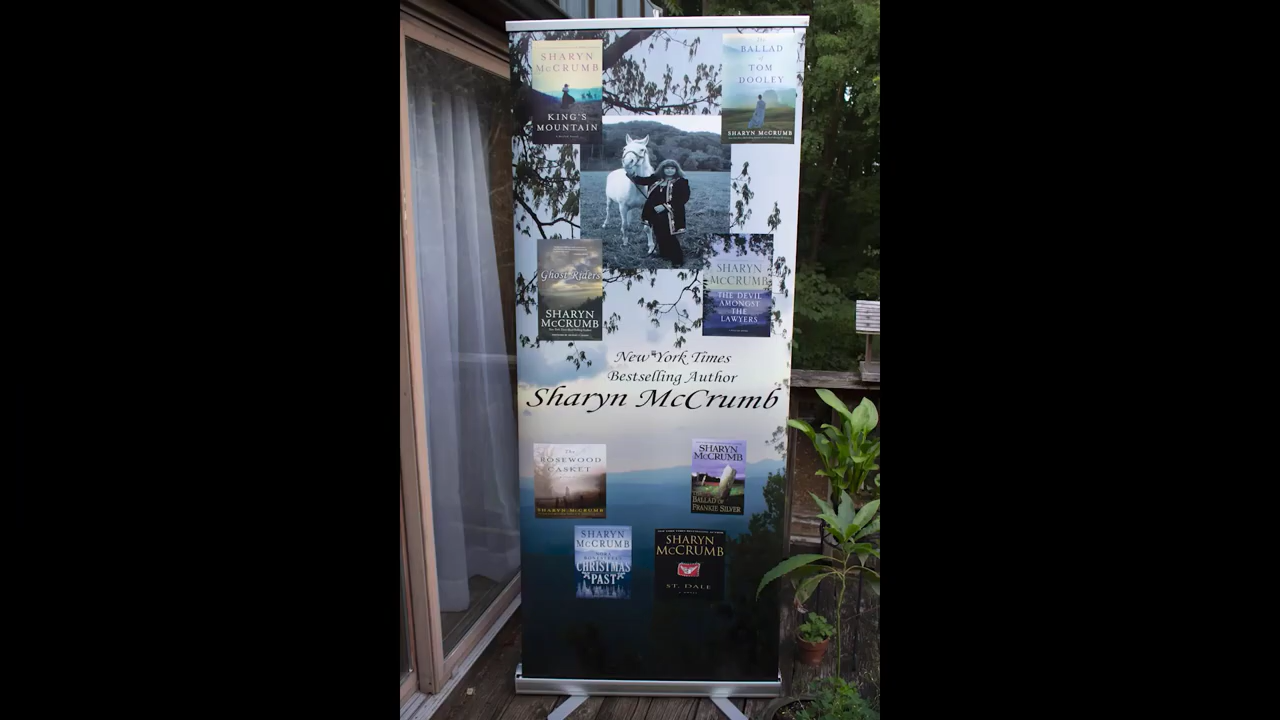 SHARYN
McCRUMB
KING'S
MOUNTAIN
The
BALLAD
of
TOM
DOOLEY
SHARYN McCRUMB
Ghost Riders
SHARYN
McCRUMB
SHARYN
McCRUMB
THE DEVIL
AMONGST
THE
LAWYERS
New York Times
Bestselling Author
Sharyn McCrumb
The
ROSEWOOD
CASKET
SHARYN McCRUMB
SHARYN
McCRUMB
BALLAD OF
FRANKIE SILVER
SHARYN
McCRUMB
CHRISTMAS
PAST
SHARYN
McCRUMB
ST. DALE